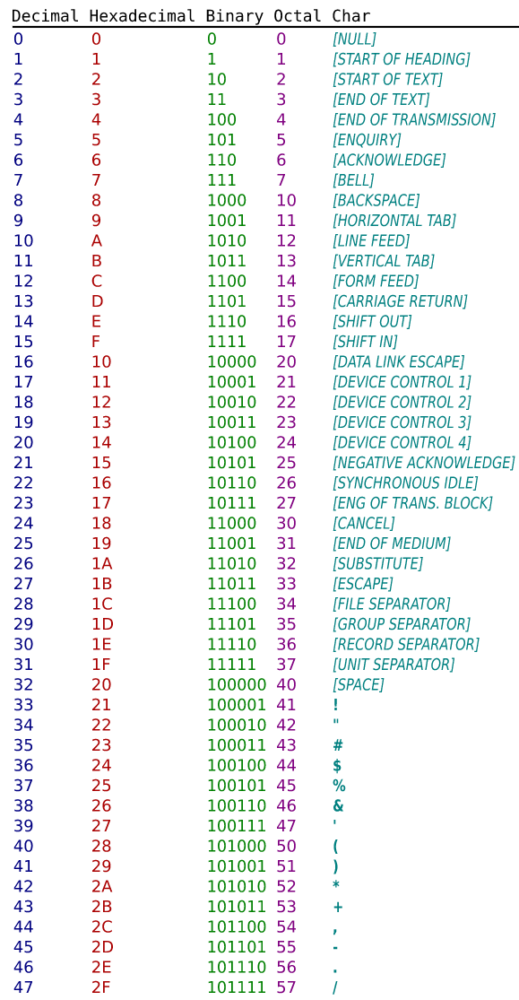 Decimal Hexadecimal Binary Octal Char
0 0 0 0 [NULL]
1 1 1 1 [START OF HEADING]
2 2 10 2 [START OF TEXT]
3 3 11 3 [END OF TEXT]
4 4 100 4 [END OF TRANSMISSION]
5 5 101 5 [ENQUIRY]
6 6 110 6 [ACKNOWLEDGE]
7 7 111 7 [BELL]
8 8 1000 10 [BACKSPACE]
9 9 1001 11 [HORIZONTAL TAB]
10 A 1010 12 [LINE FEED]
11 B 1011 13 [VERTICAL TAB]
12 C 1100 14 [FORM FEED]
13 D 1101 15 [CARRIAGE RETURN]
14 E 1110 16 [SHIFT OUT]
15 F 1111 17 [SHIFT IN]
16 10 10000 20 [DATA LINK ESCAPE]
17 11 10001 21 [DEVICE CONTROL 1]
18 12 10010 22 [DEVICE CONTROL 2]
19 13 10011 23 [DEVICE CONTROL 3]
20 14 10100 24 [DEVICE CONTROL 4]
21 15 10101 25 [NEGATIVE ACKNOWLEDGE]
22 16 10110 26 [SYNCHRONOUS IDLE]
23 17 10111 27 [ENG OF TRANS. BLOCK]
24 18 11000 30 [CANCEL]
25 19 11001 31 [END OF MEDIUM]
26 1A 11010 32 [SUBSTITUTE]
27 1B 11011 33 [ESCAPE]
28 1C 11100 34 [FILE SEPARATOR]
29 1D 11101 35 [GROUP SEPARATOR]
30 1E 11110 36 [RECORD SEPARATOR]
31 1F 11111 37 [UNIT SEPARATOR]
32 20 100000 40 [SPACE]
33 21 100001 41 !
34 22 100010 42 "
35 23 100011 43 #
36 24 100100 44 $
37 25 100101 45 %
38 26 100110 46 &
39 27 100111 47 '
40 28 101000 50 (
41 29 101001 51 )
42 2A 101010 52 *
43 2B 101011 53 +
44 2C 101100 54 ,
45 2D 101101 55 -
46 2E 101110 56 .
47 2F 101111 57 /